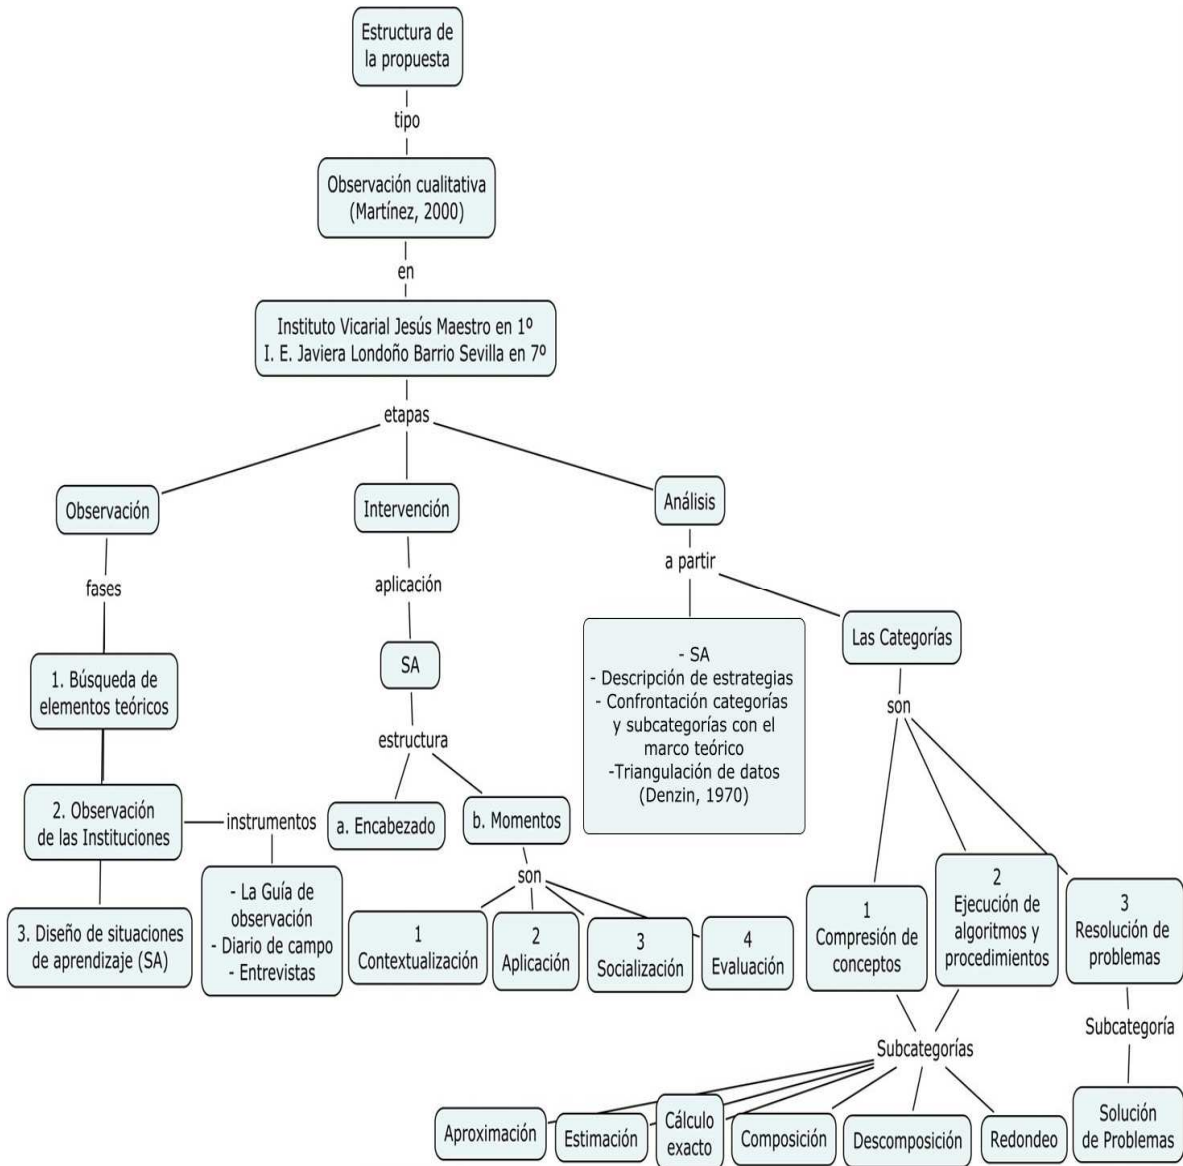 Estructura de
la propuesta
tipo
Observación cualitativa
(Martínez, 2000)
en
Instituto Vicarial Jesús Maestro en 1º
I. E. Javiera Londoño Barrio Sevilla en 7º
etapas
Observación
fases
1. Búsqueda de
elementos teóricos
2. Observación
de las Instituciones
instrumentos
- La Guía de
observación
- Diario de campo
- Entrevistas
3. Diseño de situaciones
de aprendizaje (SA)
Intervención
aplicación
SA
estructura
a. Encabezado
b. Momentos
son
1
Contextualización
2
Aplicación
3
Socialización
4
Evaluación
Análisis
a partir
- SA
- Descripción de estrategias
- Confrontación categorías
y subcategorías con el
marco teórico
-Triangulación de datos
(Denzin, 1970)
Las Categorías
son
1
Compresión de
conceptos
2
Ejecución de
algoritmos y
procedimientos
3
Resolución de
problemas
Subcategorías
Aproximación
Estimación
Cálculo
exacto
Composición
Descomposición
Redondeo
Subcategoría
Solución
de Problemas